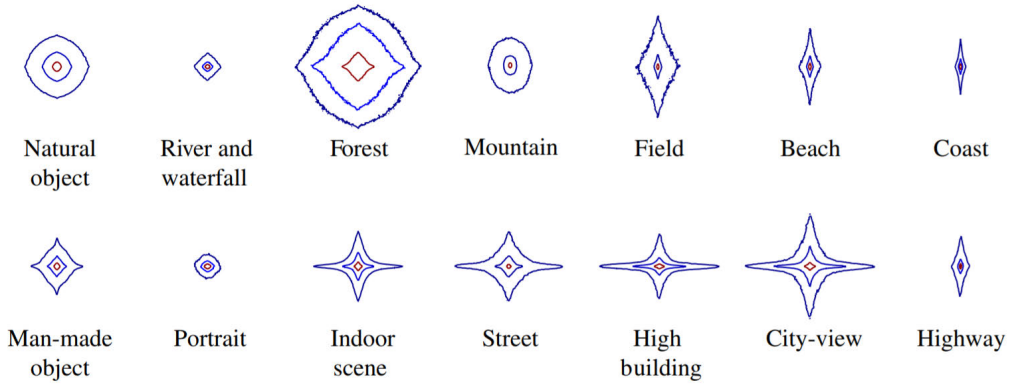 Natural object
River and waterfall
Forest
Mountain
Field
Beach
Coast
Man-made object
Portrait
Indoor scene
Street
High building
City-view
Highway